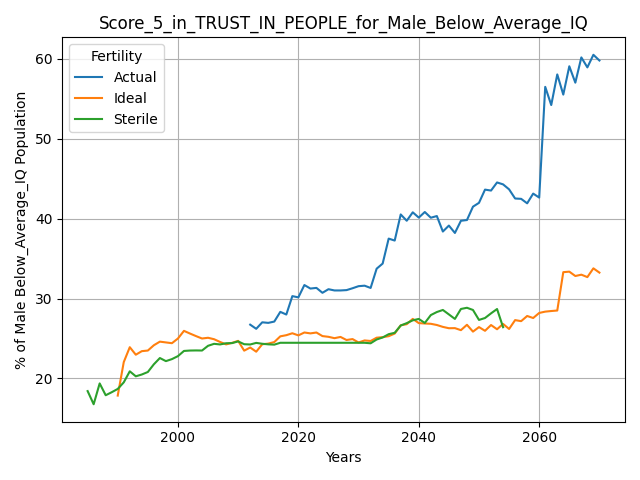 Score_5_in_TRUST_IN_PEOPLE_for_Male_Below_Average_IQ
Fertility
Actual
Ideal
Sterile
% of Male Below_Average_IQ Population
60
50
40
30
20
2000
2020
2040
2060
Years